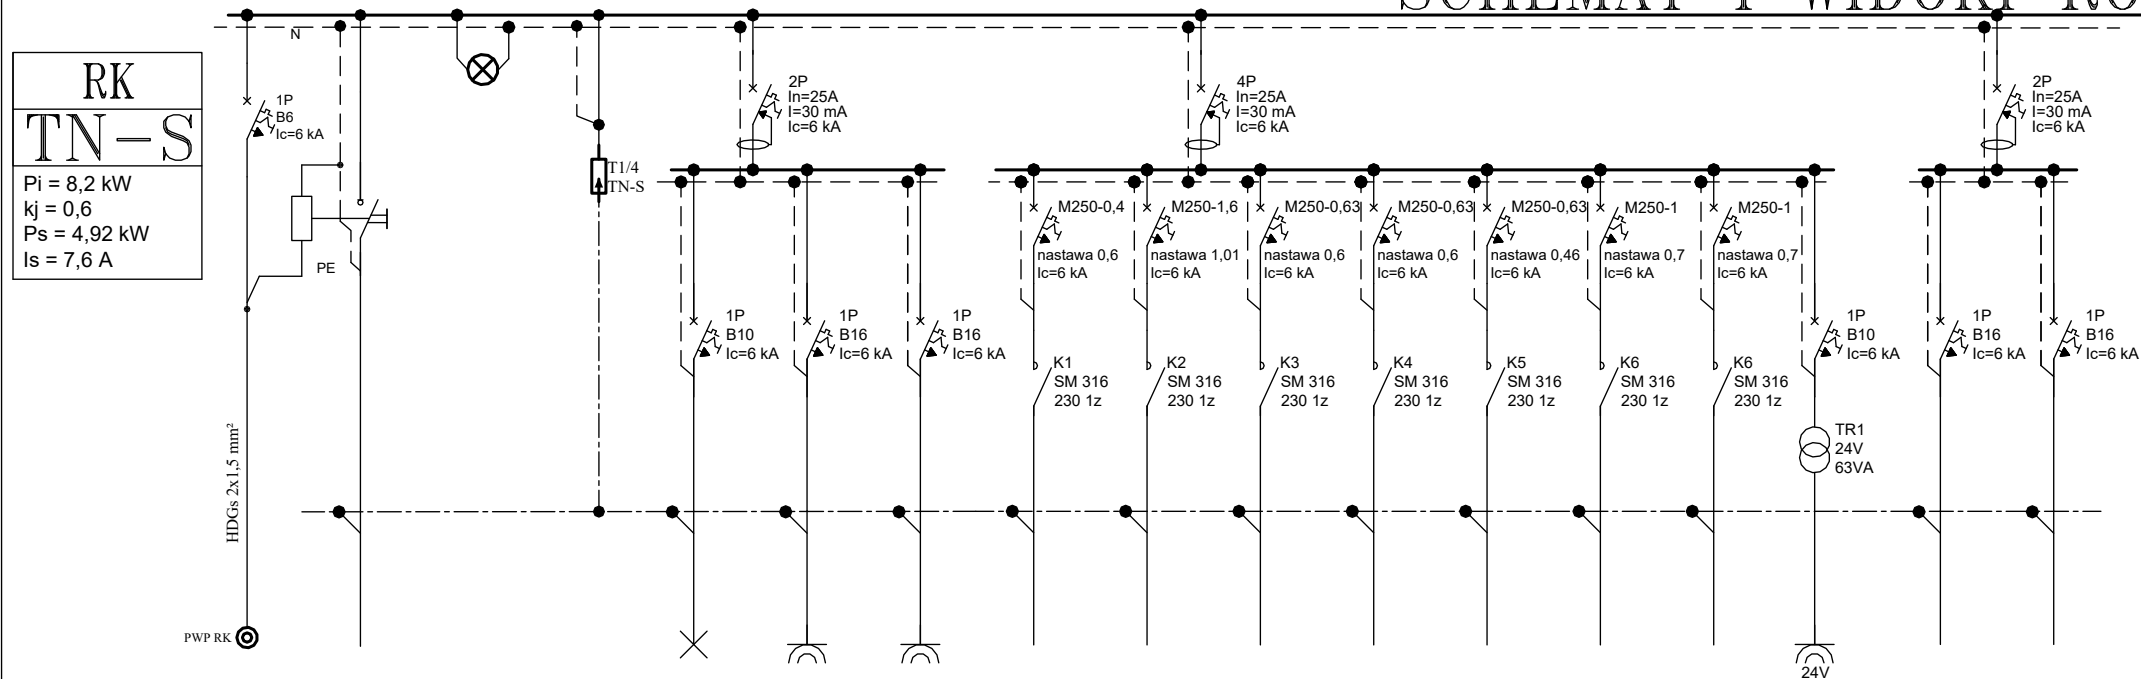 SCHEMAT I WIDOKI
RK
TN-S
Pi = 8,2 kW
kj = 0,6
Ps = 4,92 kW
Is = 7,6 A
N
1P
B6
Ic=6 kA
PE
HDGs 2x1,5 mm²
PWP RK
T1/4
TN-S
2P
In=25A
I=30 mA
Ic=6 kA
1P
B10
Ic=6 kA
1P
B16
Ic=6 kA
1P
B16
Ic=6 kA
4P
In=25A
I=30 mA
Ic=6 kA
M250-0,4
nastawa 0,6
Ic=6 kA
K1
SM 316
230 1z
M250-1,6
nastawa 1,01
Ic=6 kA
K2
SM 316
230 1z
M250-0,63
nastawa 0,6
Ic=6 kA
K3
SM 316
230 1z
M250-0,63
nastawa 0,6
Ic=6 kA
K4
SM 316
230 1z
M250-0,63
nastawa 0,46
Ic=6 kA
K5
SM 316
230 1z
M250-1
nastawa 0,7
Ic=6 kA
K6
SM 316
230 1z
M250-1
nastawa 0,7
Ic=6 kA
K6
SM 316
230 1z
1P
B10
Ic=6 kA
TR1
24V
63VA
24V
2P
In=25A
I=30 mA
Ic=6 kA
1P
B16
Ic=6 kA
1P
B16
Ic=6 kA